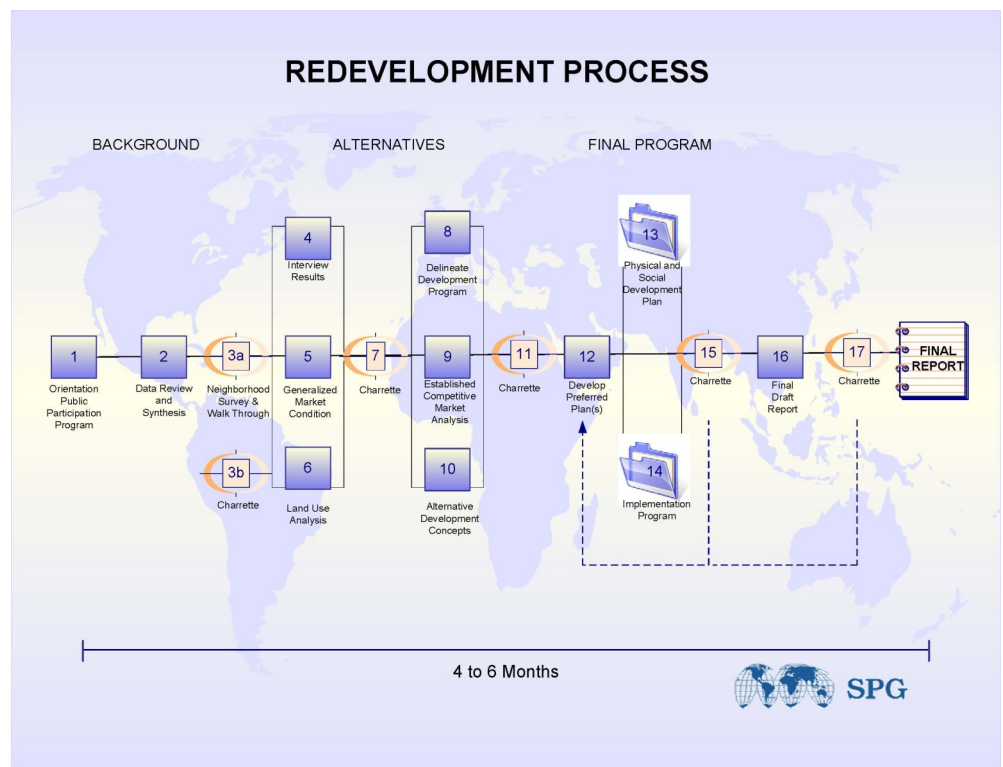 REDEVELOPMENT PROCESS
BACKGROUND
ALTERNATIVES
FINAL PROGRAM
1
Orientation
Public
Participation
Program
2
Data Review
and
Synthesis
3a
Neighborhood
Survey &
Walk Through
3b
Charrette
4
Interview
Results
5
Generalized
Market
Condition
6
Land Use
Analysis
7
Charrette
8
Delineate
Development
Program
9
Established
Competitive
Market
Analysis
10
Alternative
Development
Concepts
11
Charrette
12
Develop
Preferred
Plan(s)
13
Physical and
Social
Development
Plan
14
Implementation
Program
15
Charrette
16
Final
Draft
Report
17
Charrette
FINAL
REPORT
4 to 6 Months
SPG